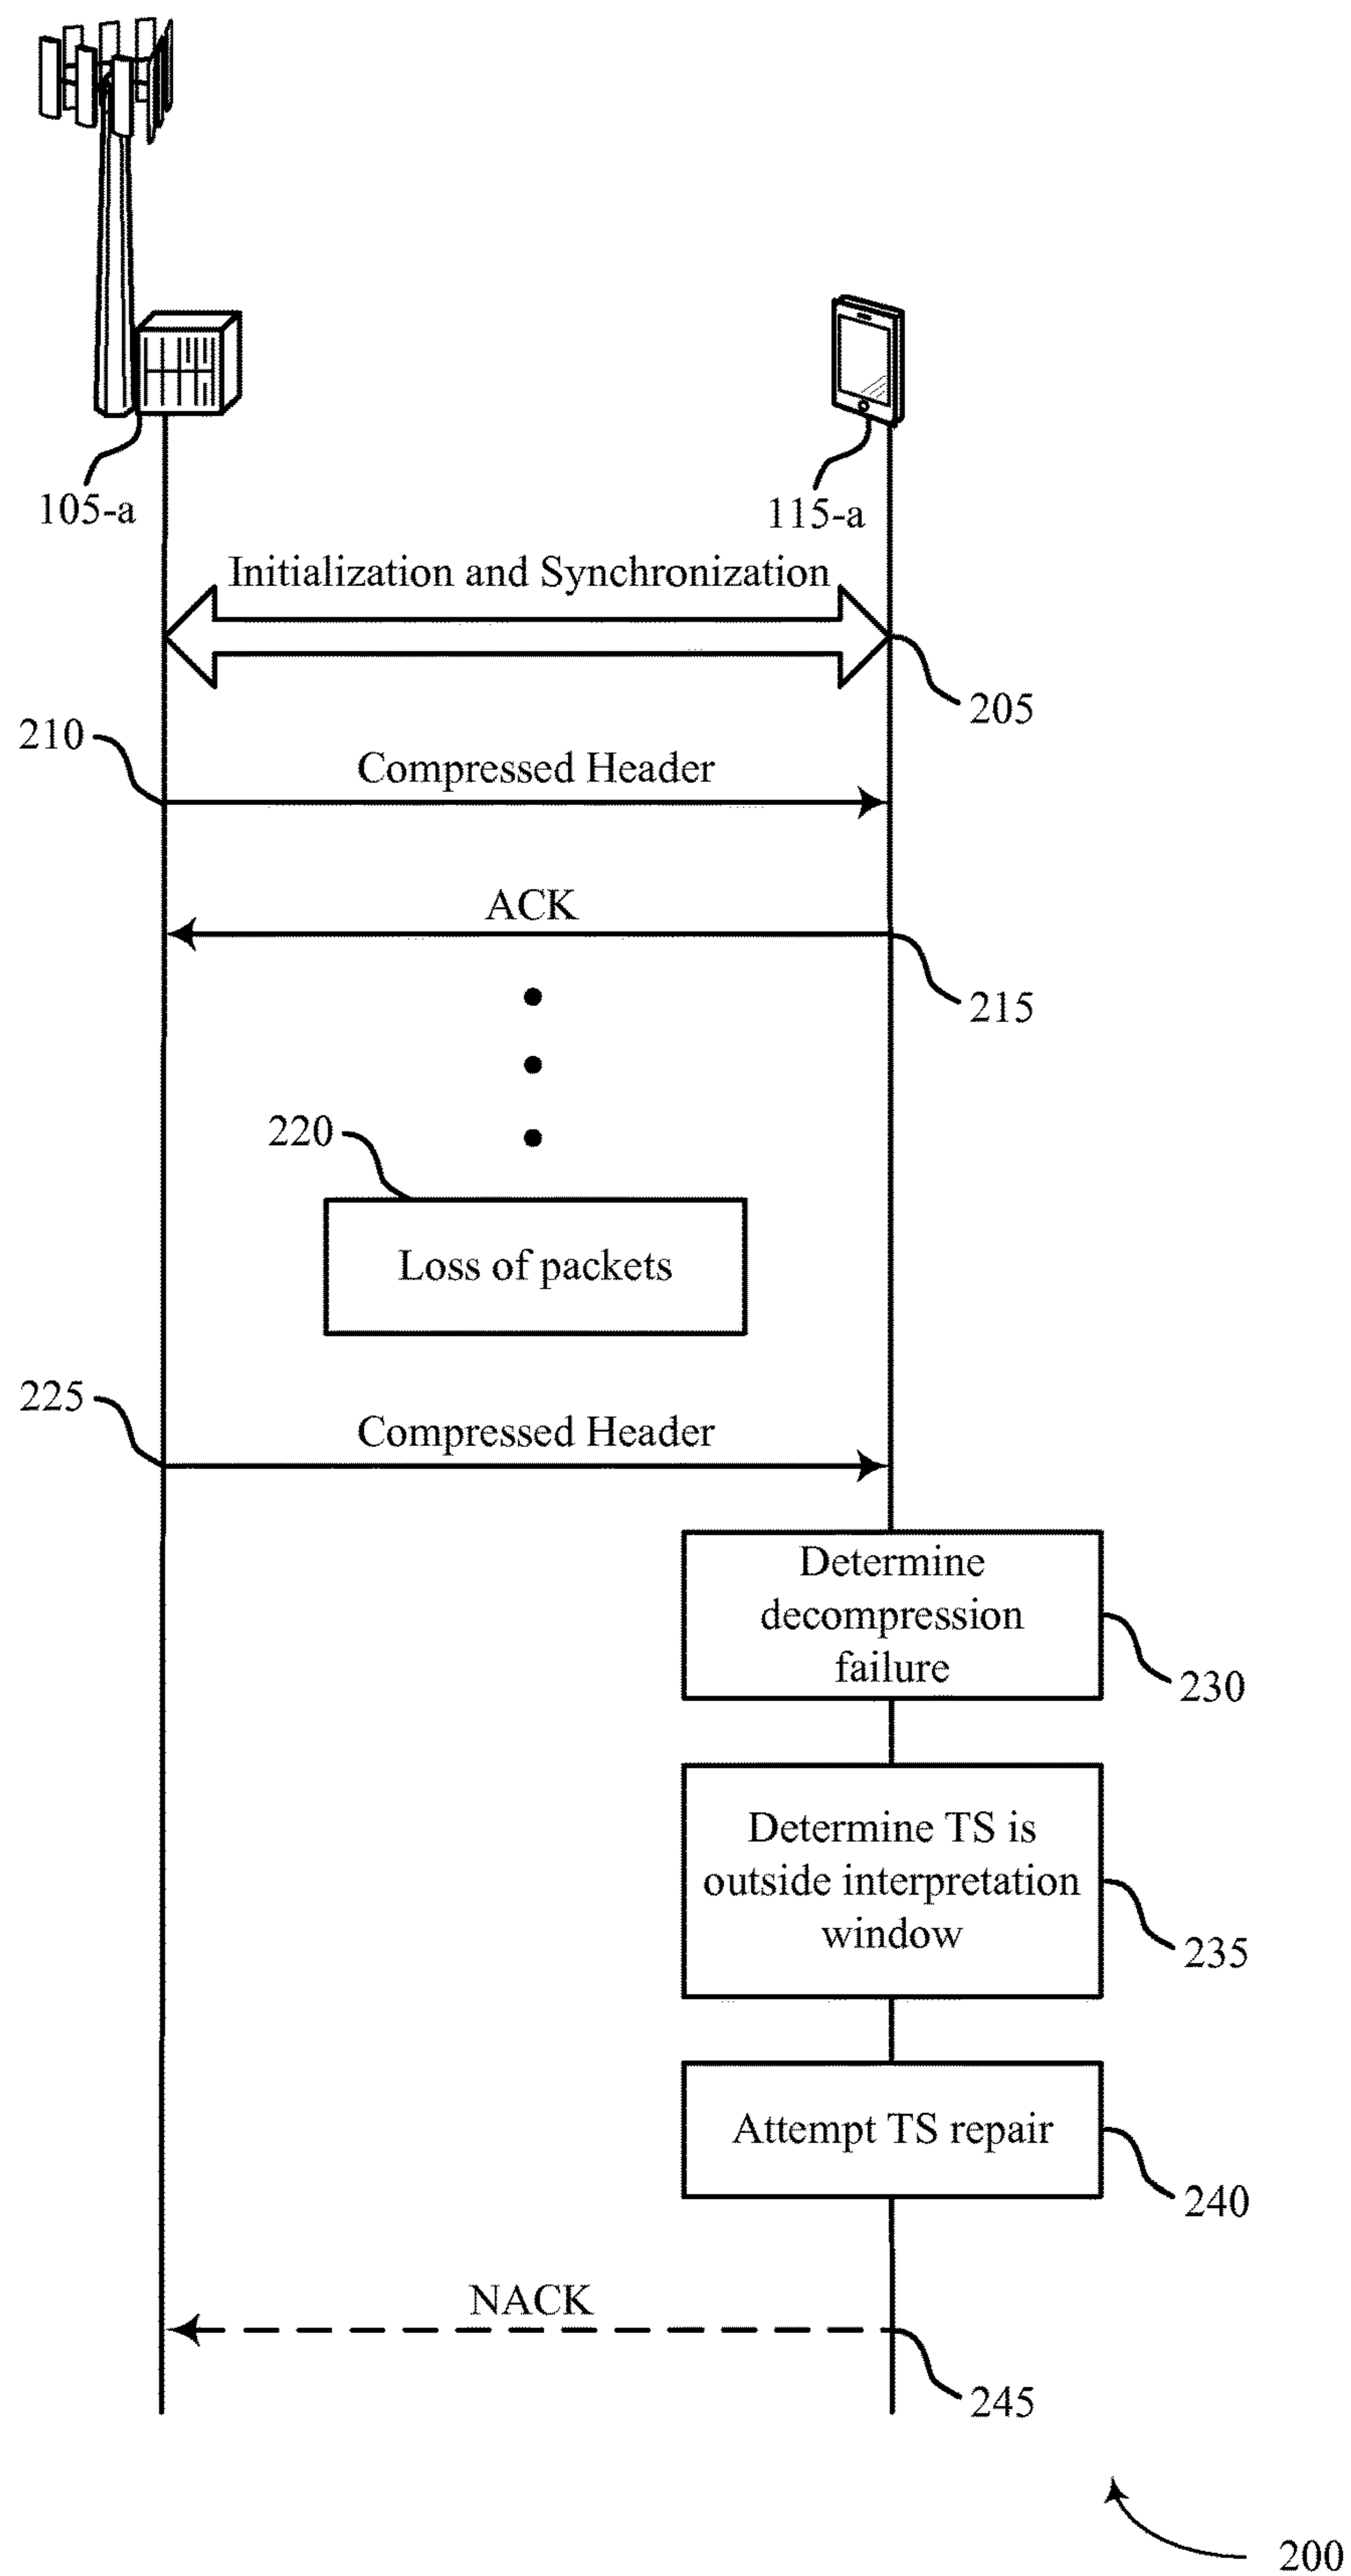 105-a
115-a
Initialization and Synchronization
205
210
Compressed Header
ACK
215
220
Loss of packets
225
Compressed Header
Determine
decompression
failure
230
Determine TS is
outside interpretation
window
235
Attempt TS repair
240
NACK
245
200